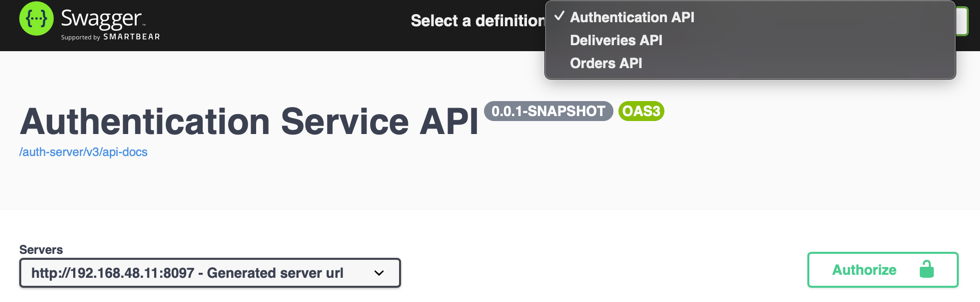 Swagger™
Supported by SMARTBEAR
Select a definition
Authentication API
Deliveries API
Orders API
Authentication Service API 0.0.1-SNAPSHOT OAS3
/auth-server/v3/api-docs
Servers
http://192.168.48.11:8097 - Generated server url
Authorize